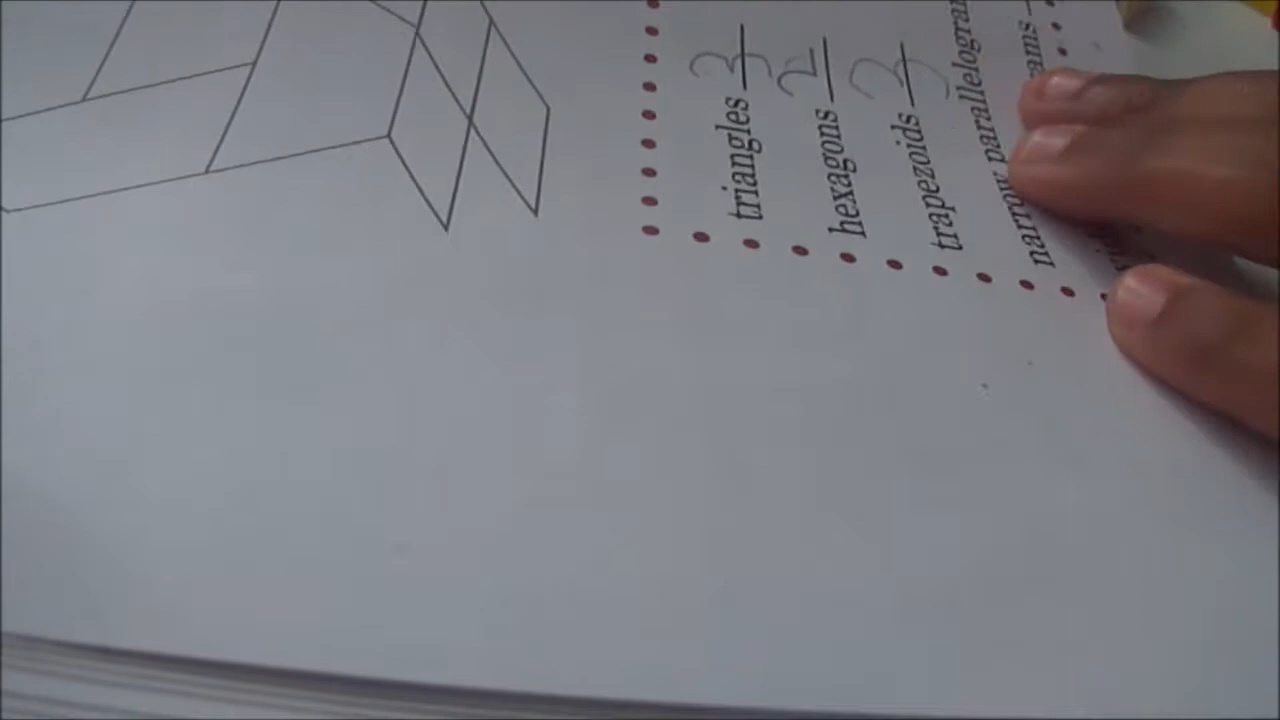 triangles 3
hexagons 2
trapezoids 3
narrow parallelograms